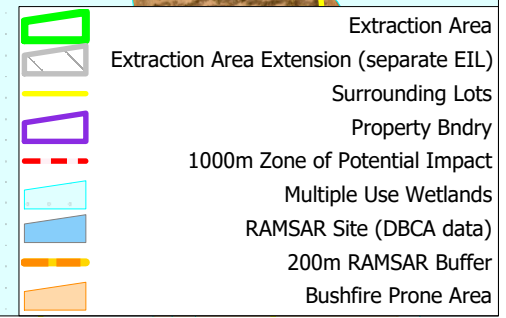 Extraction Area
Extraction Area Extension (separate EIL)
Surrounding Lots
Property Bndry
1000m Zone of Potential Impact
Multiple Use Wetlands
RAMSAR Site (DBCA data)
200m RAMSAR Buffer
Bushfire Prone Area